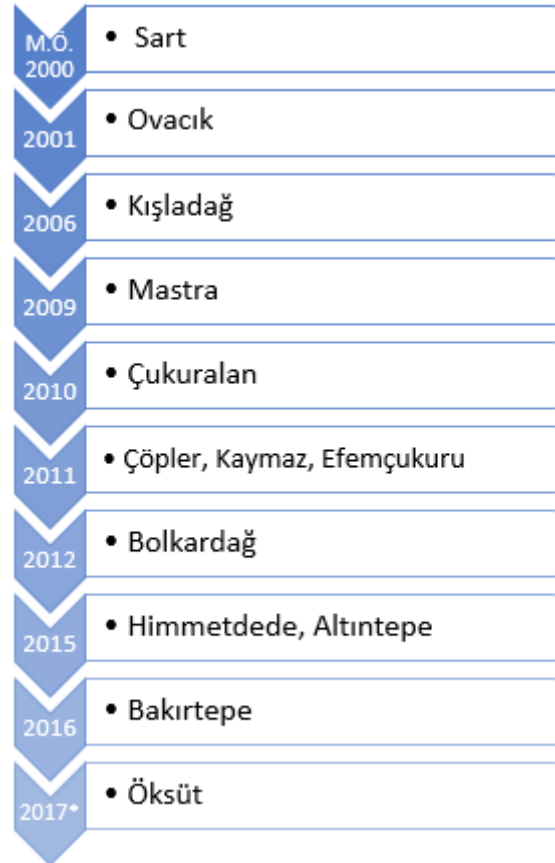 M.Ö.
2000
• Sart
2001
• Ovacık
2006
• Kışladağ
2009
• Mastra
2010
• Çukuralan
2011
• Çöpler, Kaymaz, Efemçukuru
2012
• Bolkardağ
2015
• Himmetdede, Altıntepe
2016
• Bakırtepe
2017*
• Öksüt